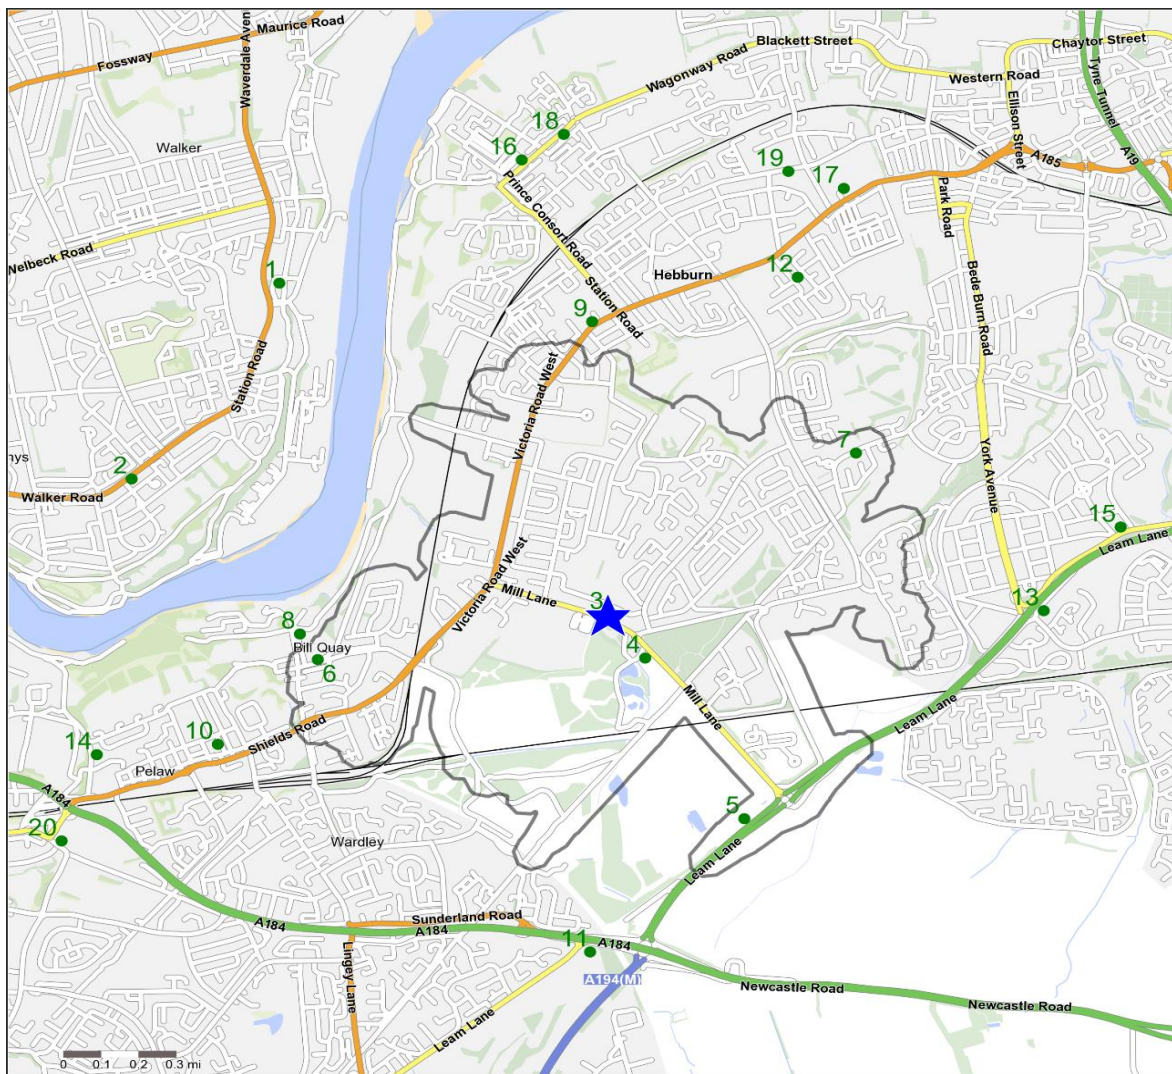 Maurice Road
Fossway
Waverdale Aven
Blackett Street
Chaytor Street
Wagonway Road
Western Road
Tyne Tunnel
Ellison Street
A19
18
Walker
16
A185
19
17
Prince Consort Road
Park Road
Welbeck Road
1
Hebburn
12
Station Road
Bede Burn Road
9
Station Road
Victoria Road West
7
nys
2
Walker Road
York Avenue
15
Leam Lane
Victoria Road West
Mill Lane
3
13
8
Bill Quay
6
4
Mill Lane
Leam Lane
Shields Road
10
14
Pelaw
A184
5
20
Wardley
Leam Lane
Sunderland Road
A184
A184
11
A184
Lingey Lane
A194(M)
Newcastle Road
Newcastle Road
Leam Lane
0 0.1 0.2 0.3 mi